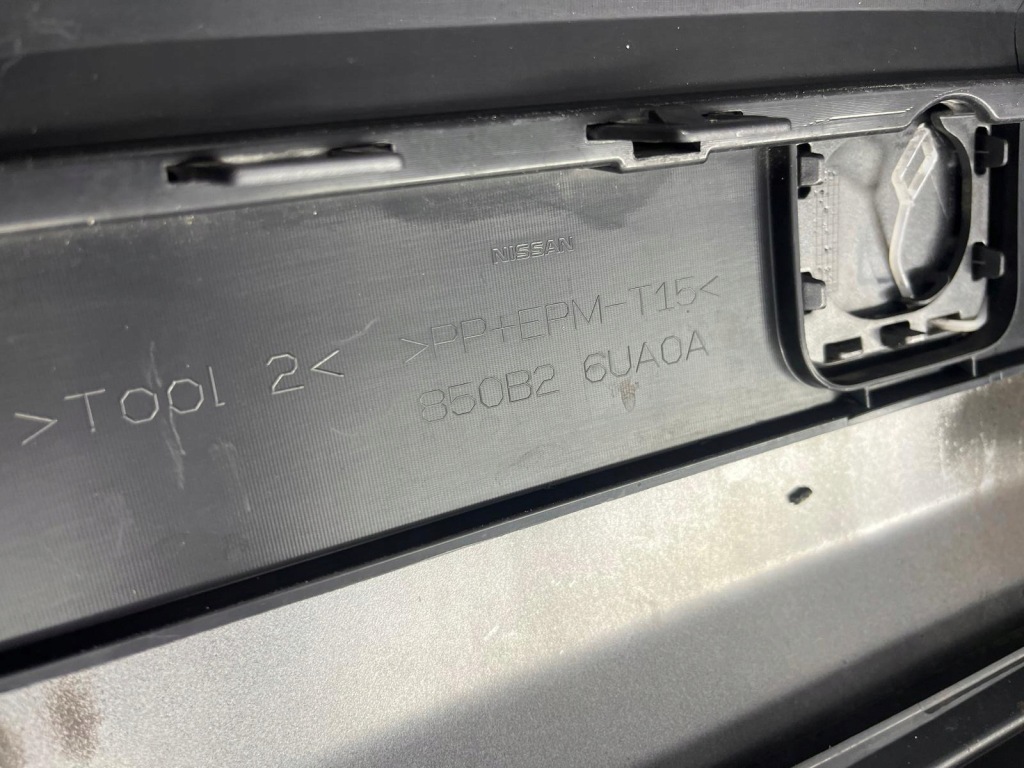 NISSAN
>PP+EPM-T15<
850B2 6UA0A
>Topl 2<